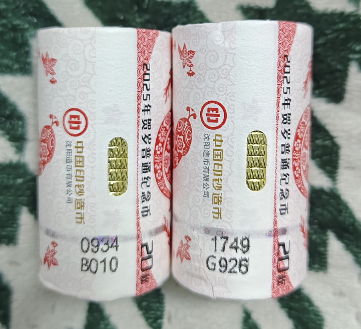 2025年贺岁普通纪念币
中国印钞造币
沈阳造币有限公司
20枚
0934
B010
2025年贺岁普通纪念币
中国印钞造币
沈阳造币有限公司
20枚
1749
G926